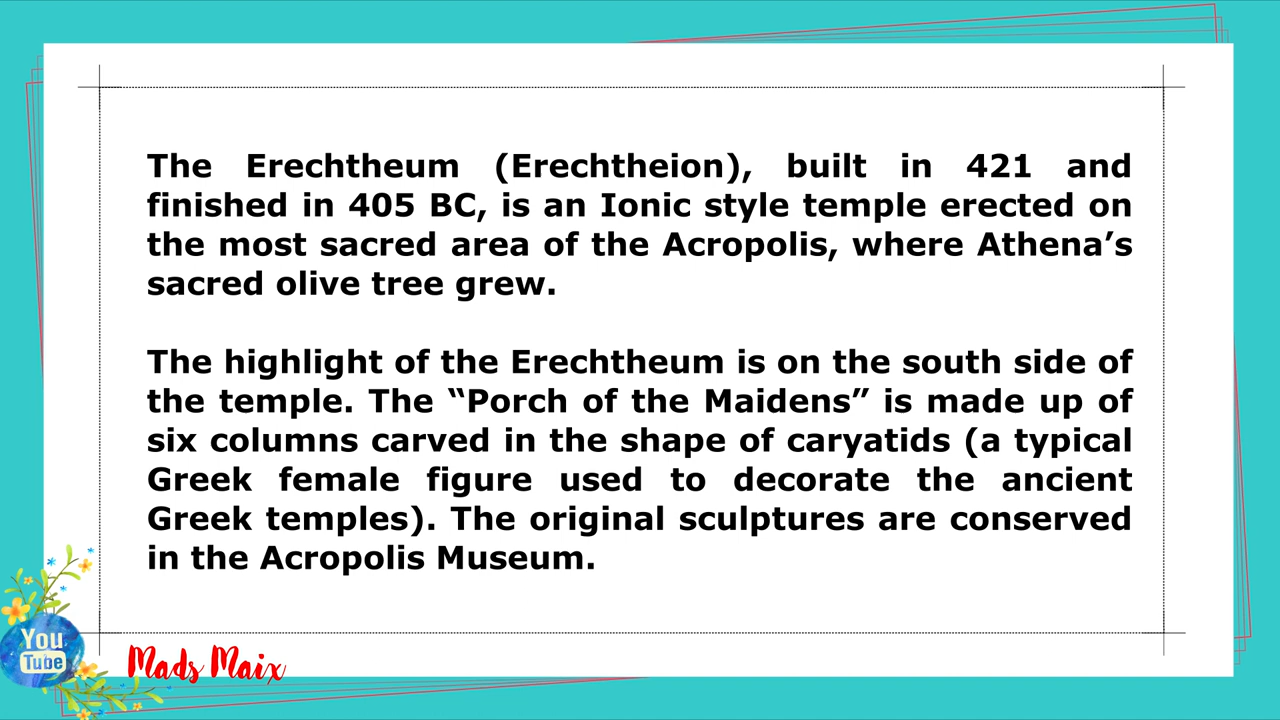 The Erechtheum (Erechtheion), built in 421 and
finished in 405 BC, is an Ionic style temple erected on
the most sacred area of the Acropolis, where Athena’s
sacred olive tree grew.
The highlight of the Erechtheum is on the south side of
the temple. The “Porch of the Maidens” is made up of
six columns carved in the shape of caryatids (a typical
Greek female figure used to decorate the ancient
Greek temples). The original sculptures are conserved
in the Acropolis Museum.
You
Tube
Mads Maix